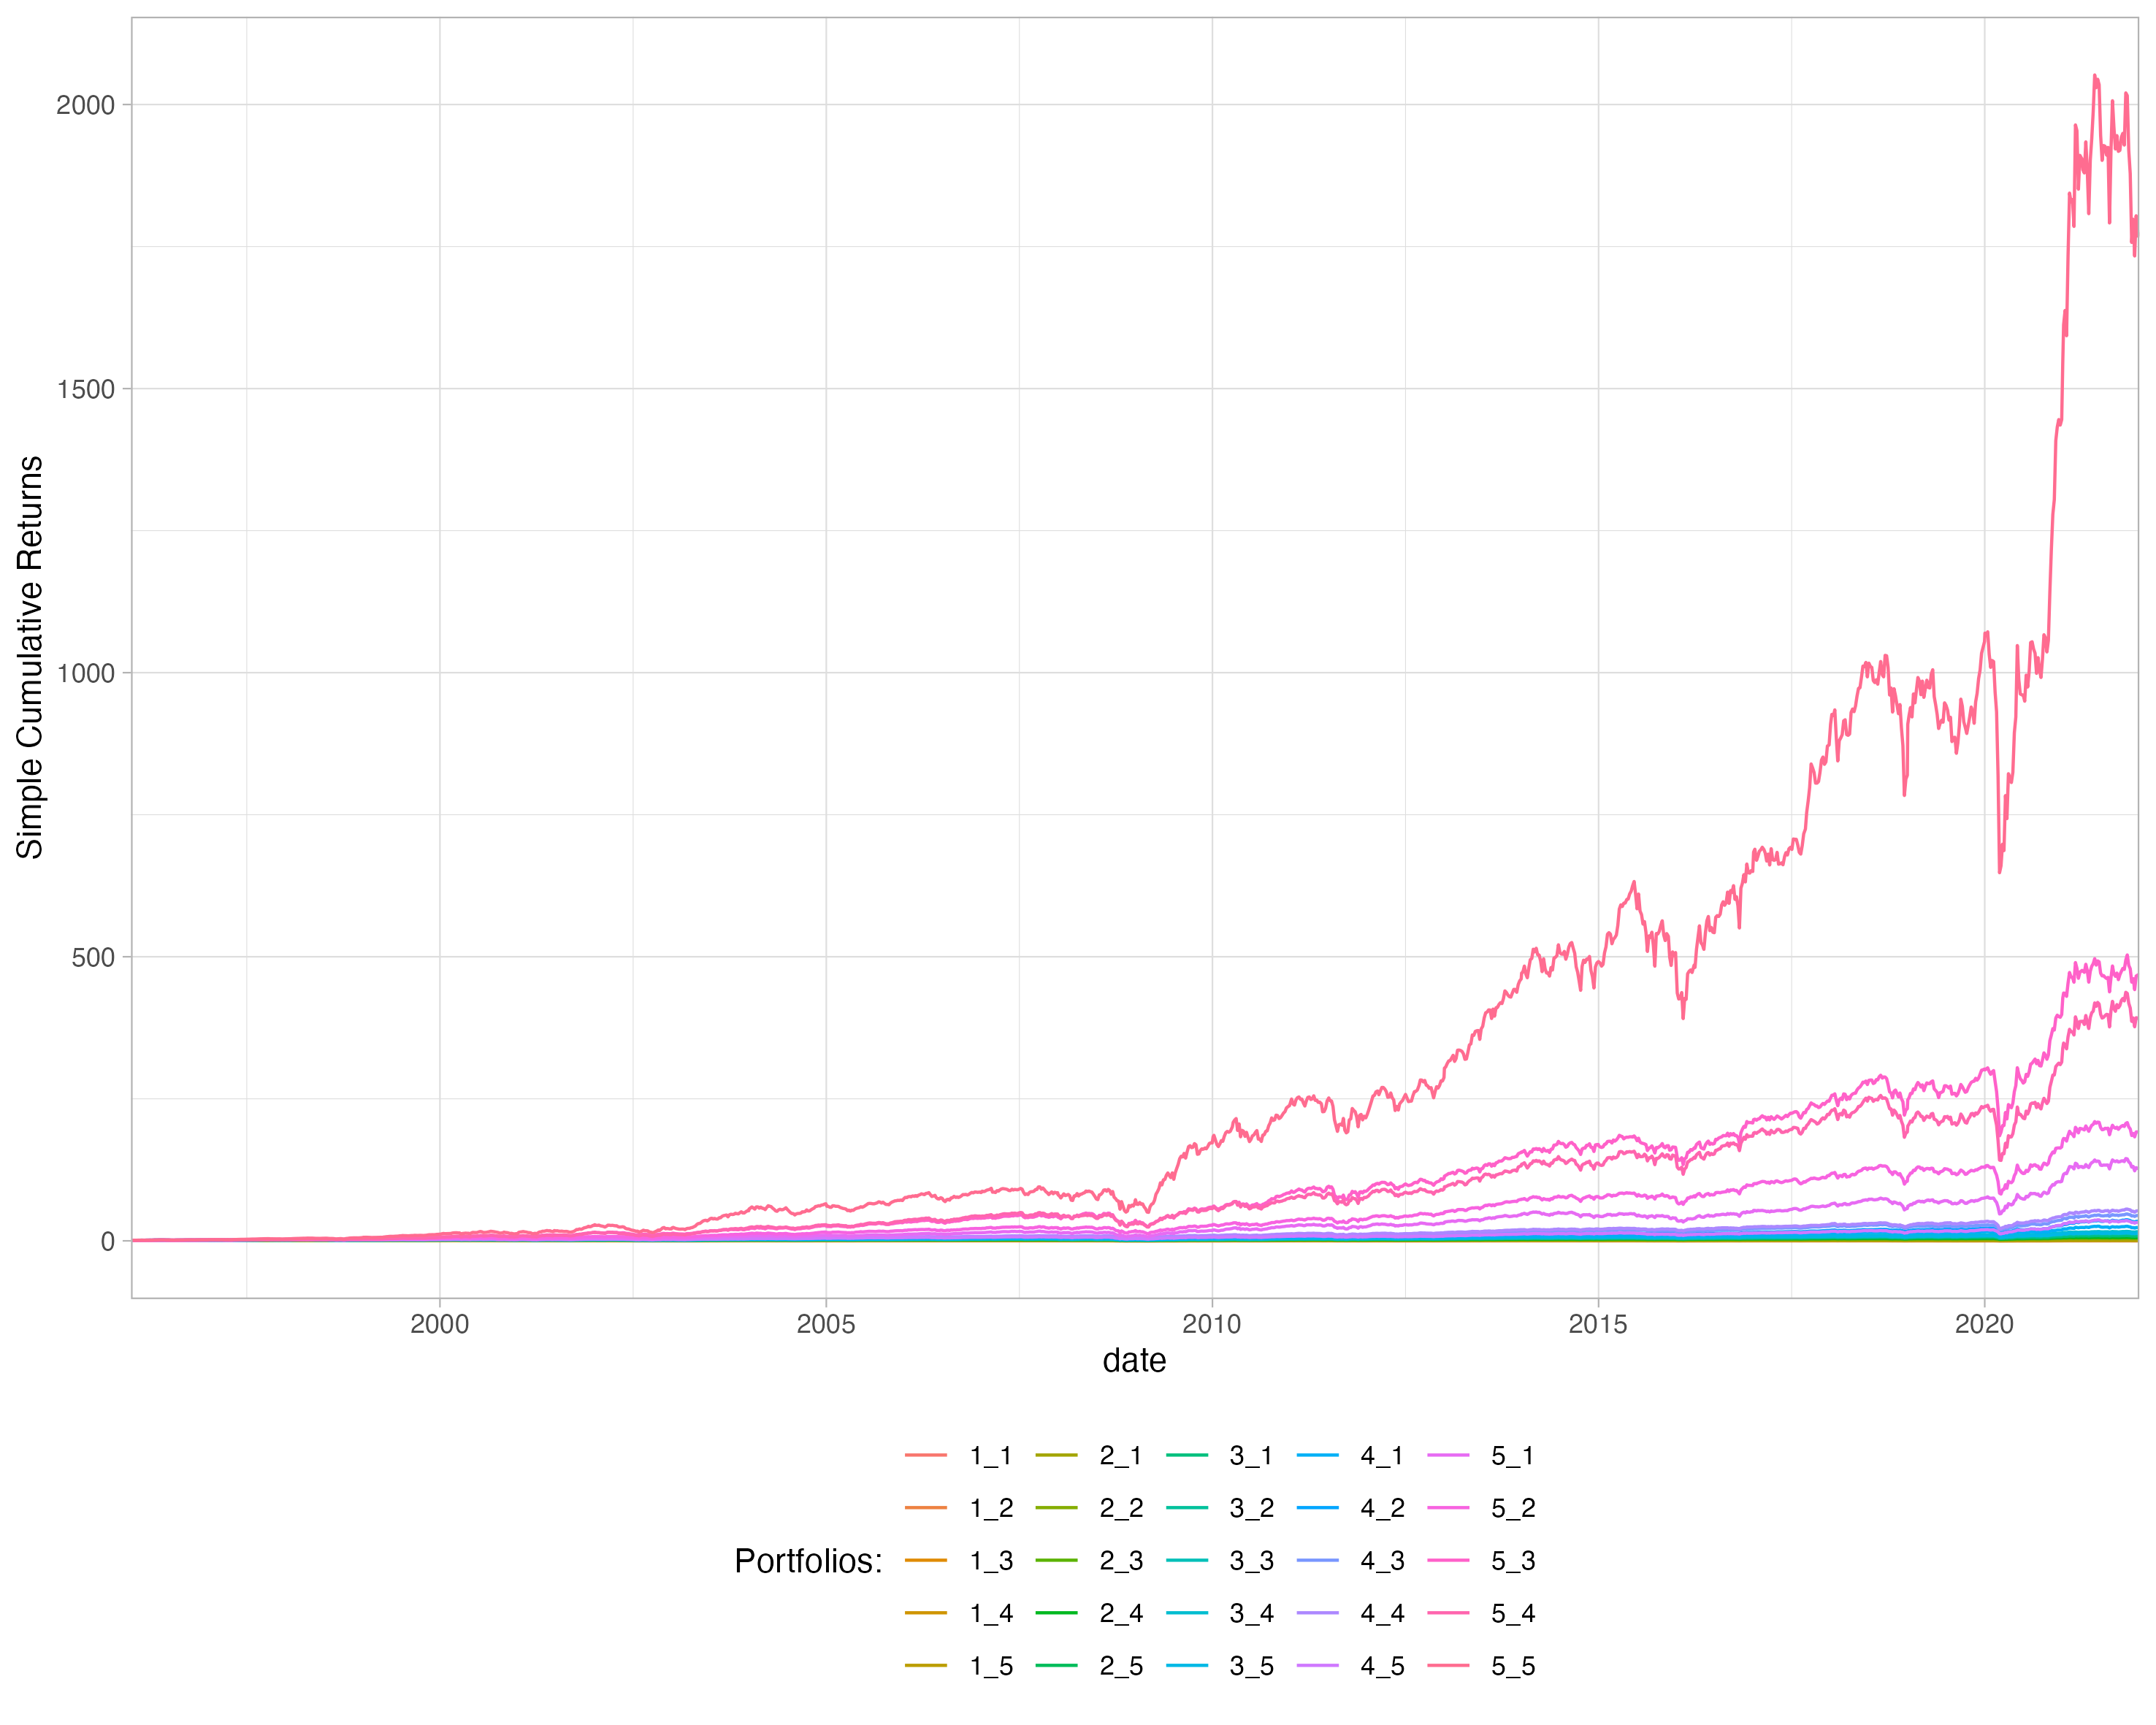 2000
1500
1000
500
0
Simple Cumulative Returns
2000 2005 2010 2015 2020
date
Portfolios:
1_1 2_1 3_1 4_1 5_1
1_2 2_2 3_2 4_2 5_2
1_3 2_3 3_3 4_3 5_3
1_4 2_4 3_4 4_4 5_4
1_5 2_5 3_5 4_5 5_5